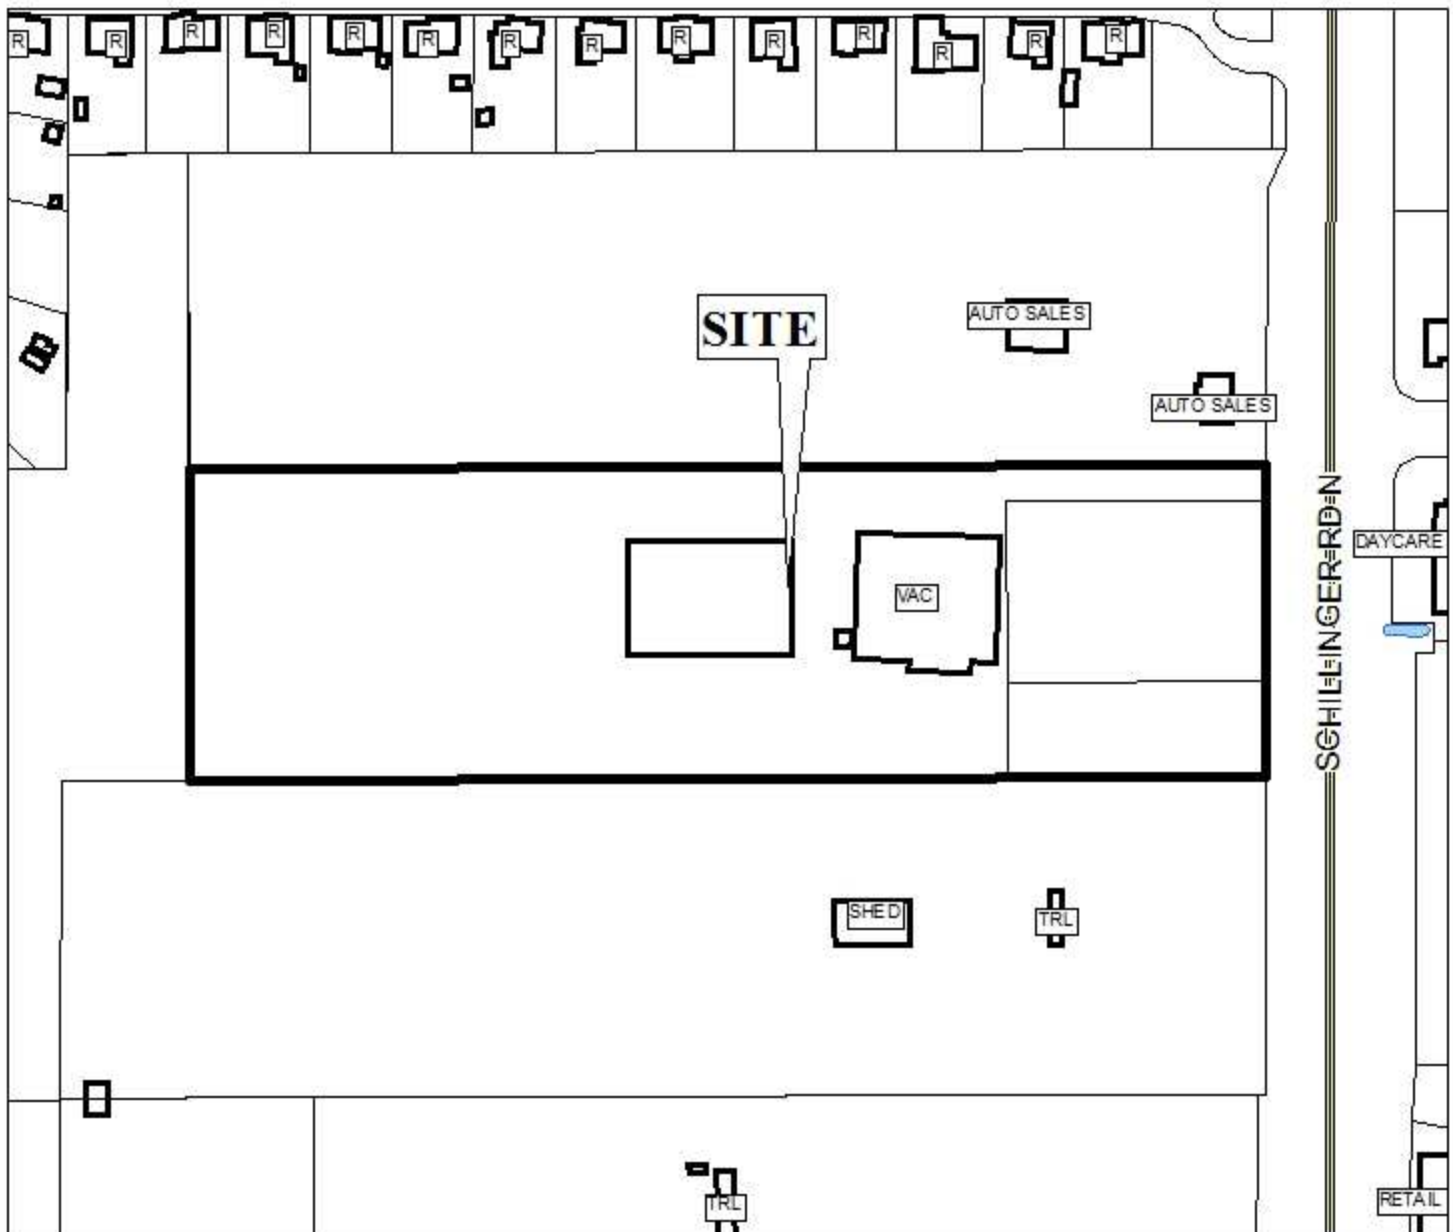 R R R R R R R R R R R R R R
SITE
AUTO SALES
AUTO SALES
SCHILLINGER RD N
DAYCARE
VAC
SHED
TRL
TRL
RETAIL